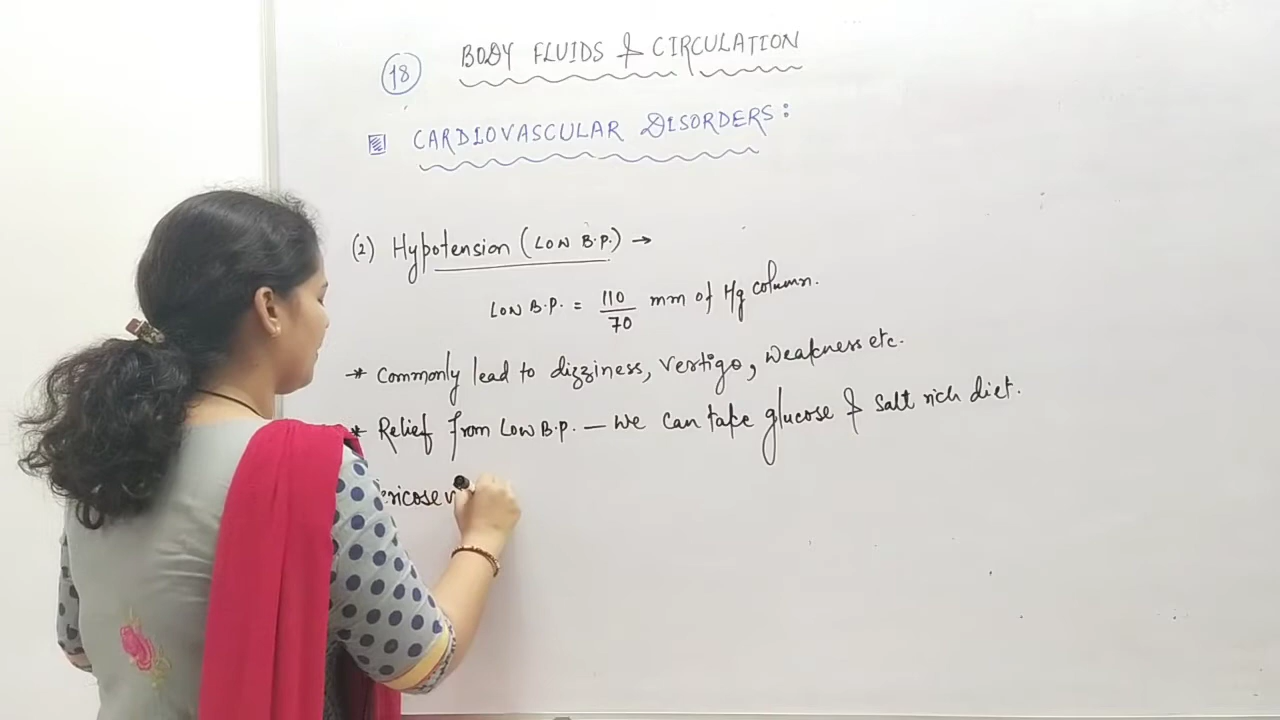 18 BODY FLUIDS & CIRCULATION
CARDIOVASCULAR DISORDERS:
(2) Hypotension (LOW B.P.) →
LOW B.P. = 110/70 mm of Hg column.
* Commonly lead to dizziness, vertigo, weakness etc.
* Relief from LOW B.P. — We can take glucose & salt rich diet.
ericose v